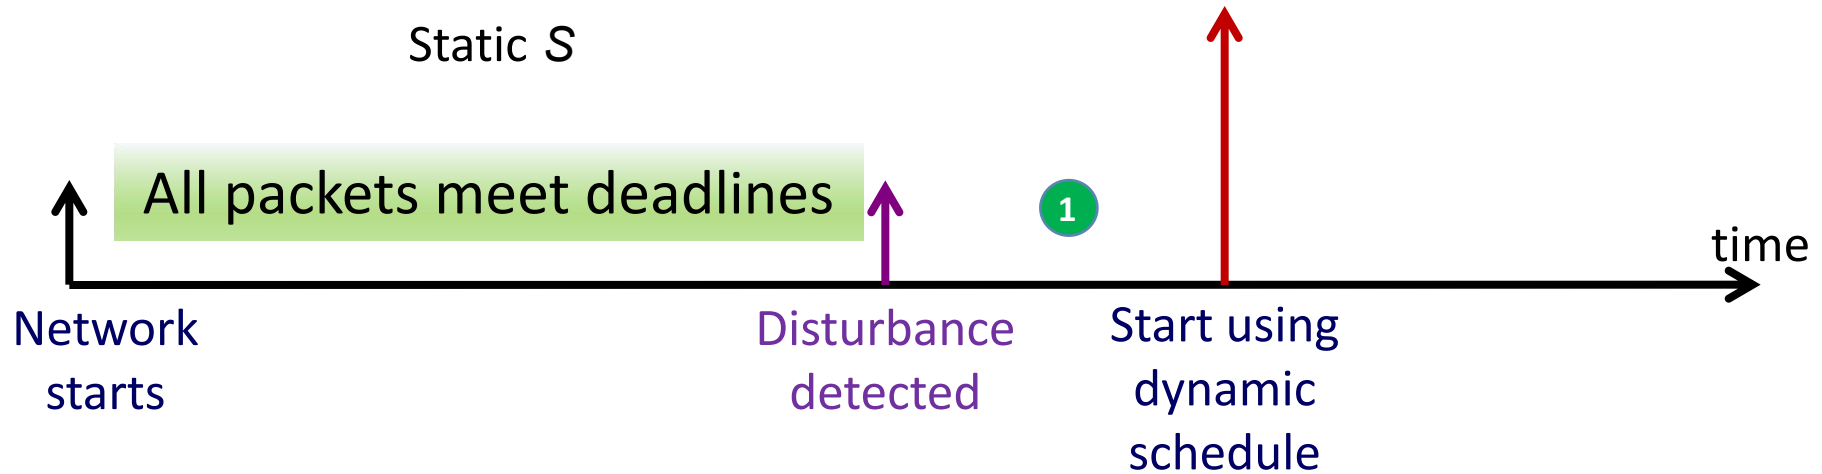 Static S
All packets meet deadlines
1
time
Network
starts
Disturbance
detected
Start using
dynamic
schedule